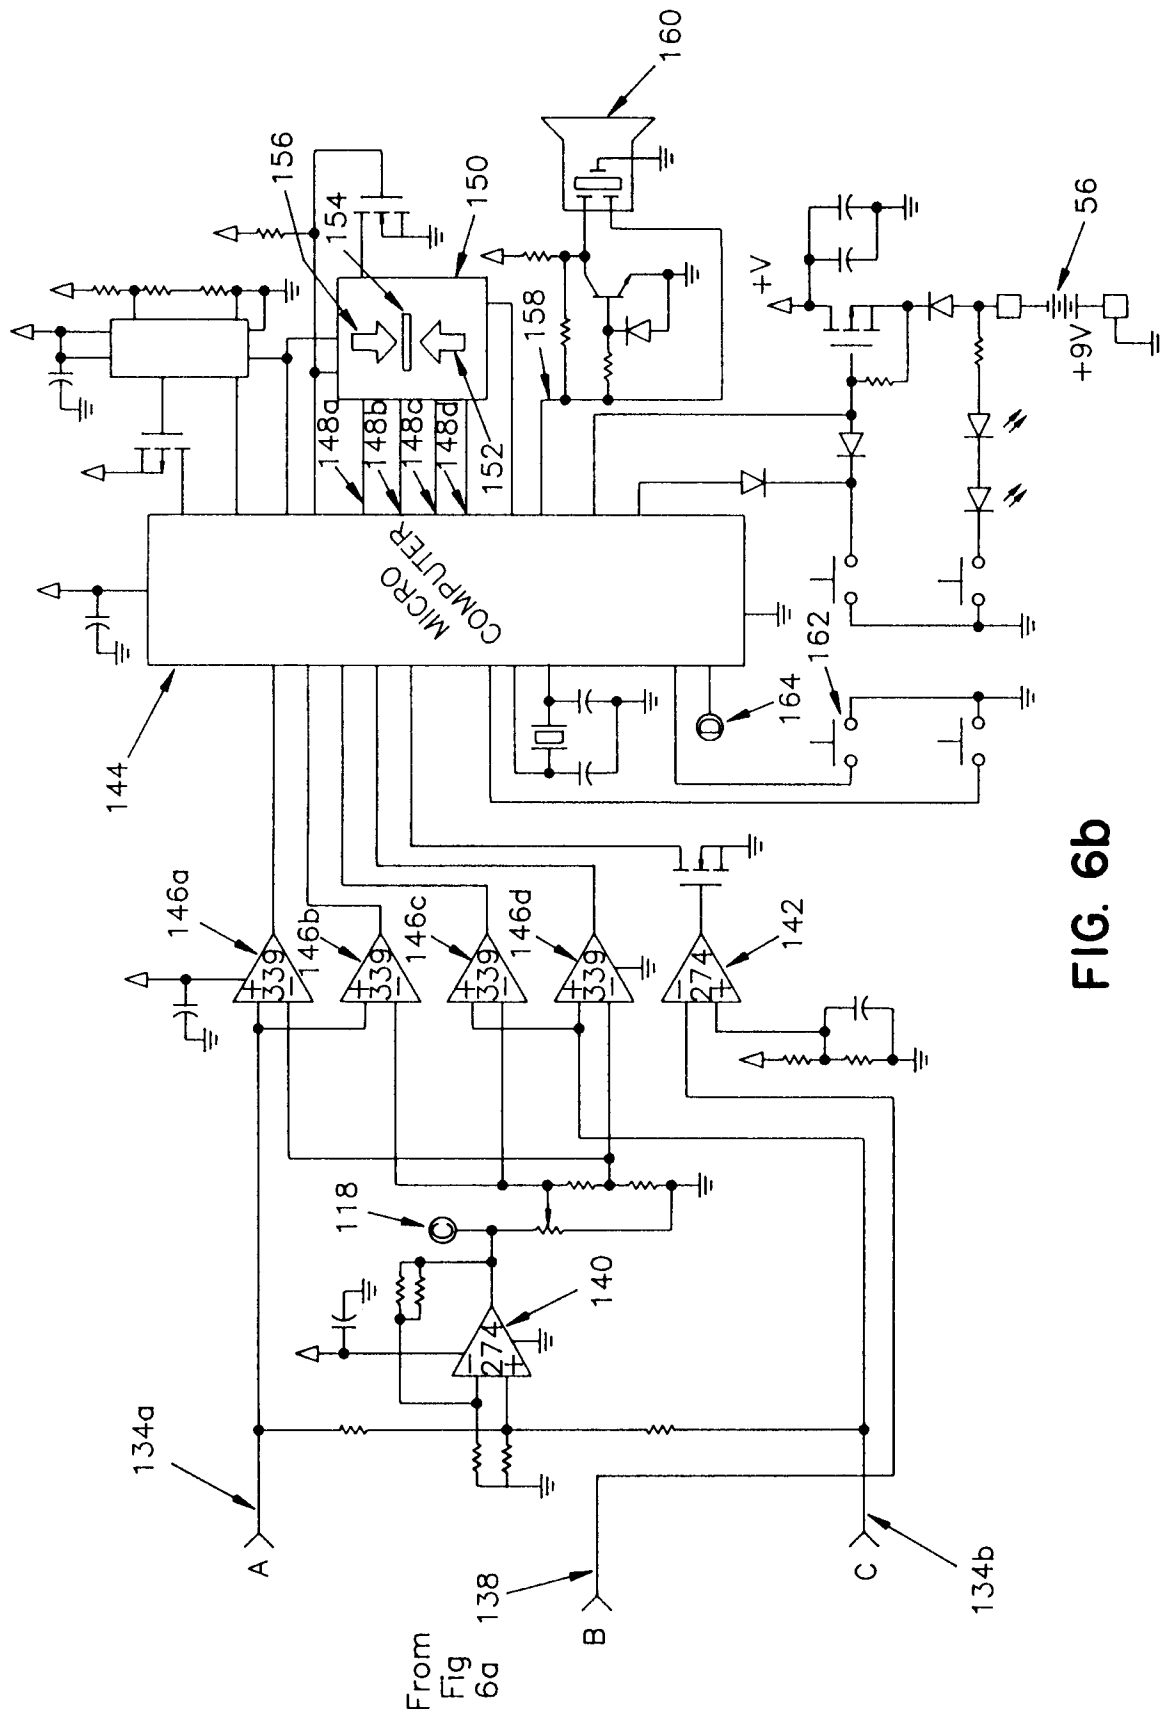 160
156
154
150
158
+V
56
+9V
148a
148b
148c
148d
152
MICRO
COMPUTER
144
162
164
D
146a
146b
146c
146d
142
339
+
−
339
+
−
339
+
−
339
+
−
274
−
+
118
C
140
274
−
+
134a
A
138
B
134b
C
From
Fig
6a
FIG. 6b